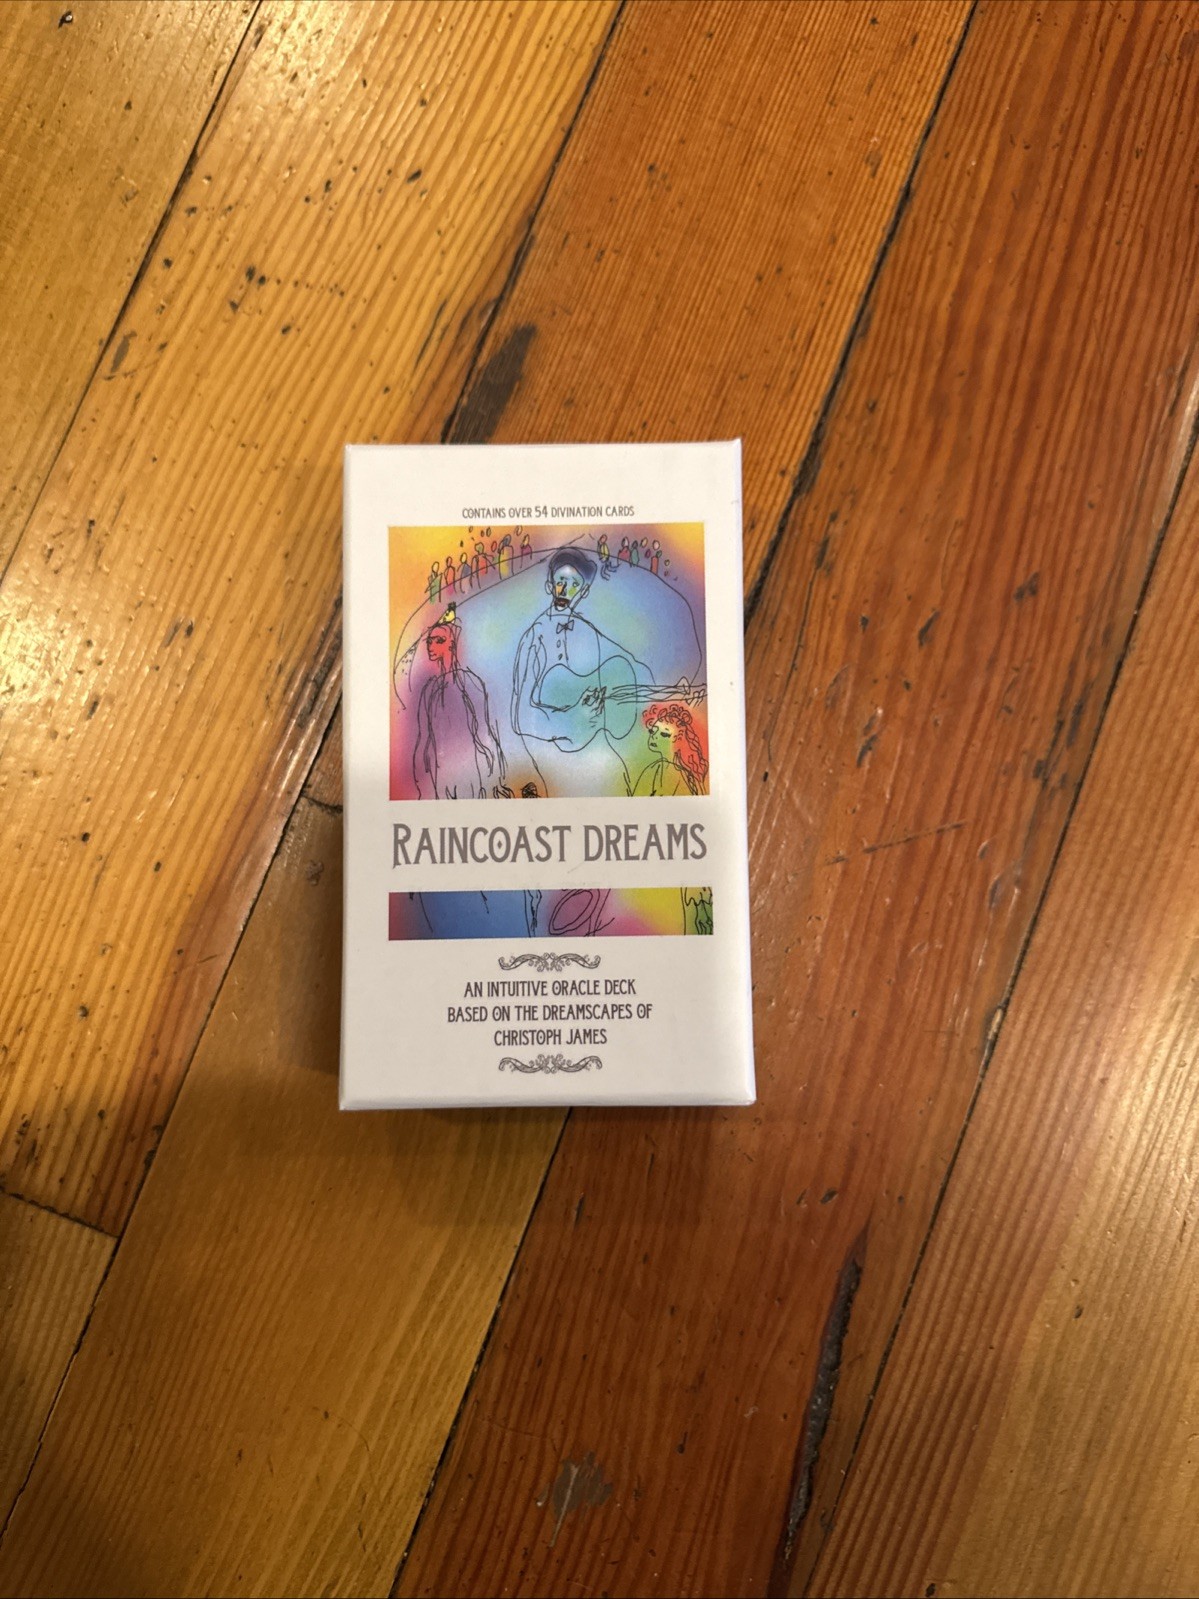 CONTAINS OVER 54 DIVINATION CARDS
RAINCOAST DREAMS
AN INTUITIVE ORACLE DECK
BASED ON THE DREAMSCAPES OF
CHRISTOPH JAMES